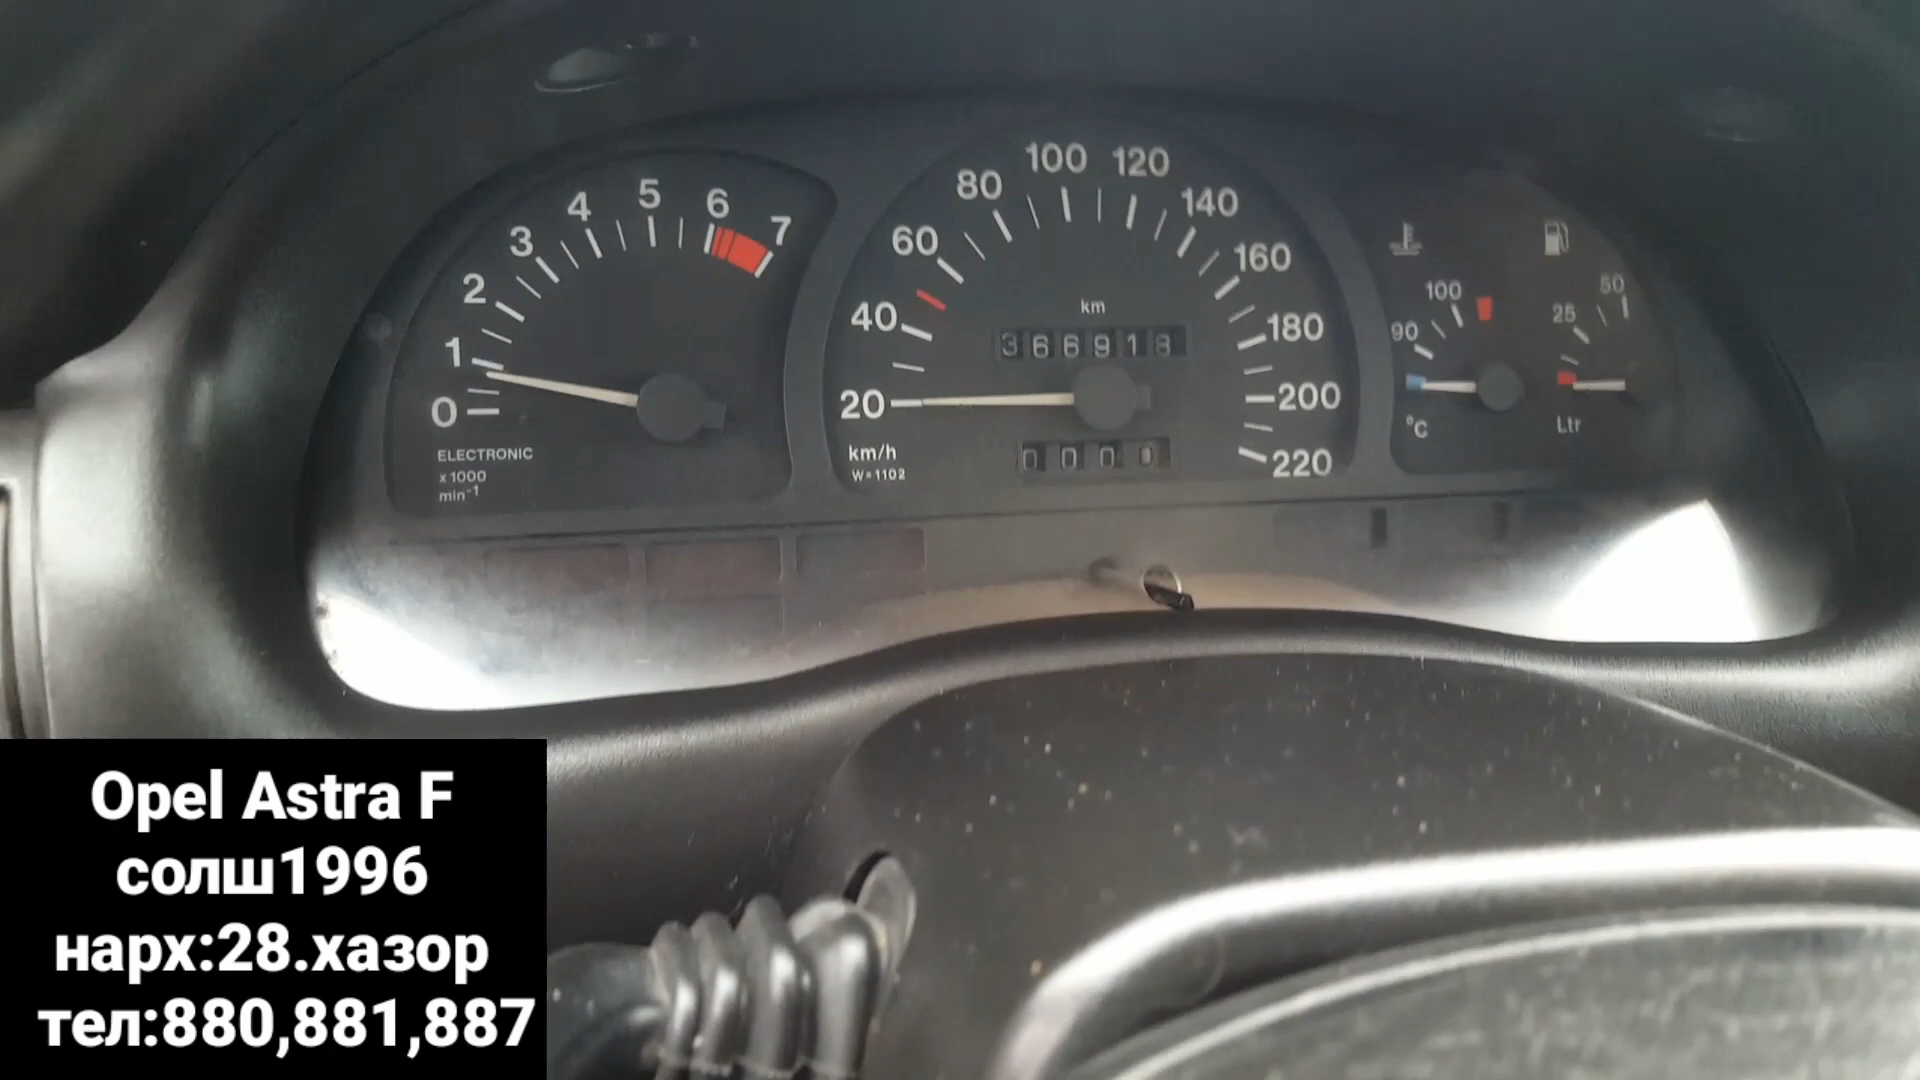 0 1 2 3 4 5 6 7
ELECTRONIC
x1000
min-1
20 40 60 80 100 120 140 160 180 200 220
km
366918
km/h
W=1102
0000
90 100
°C
25 50
Ltr
Opel Astra F
солш1996
нарх:28.хазор
тел:880,881,887